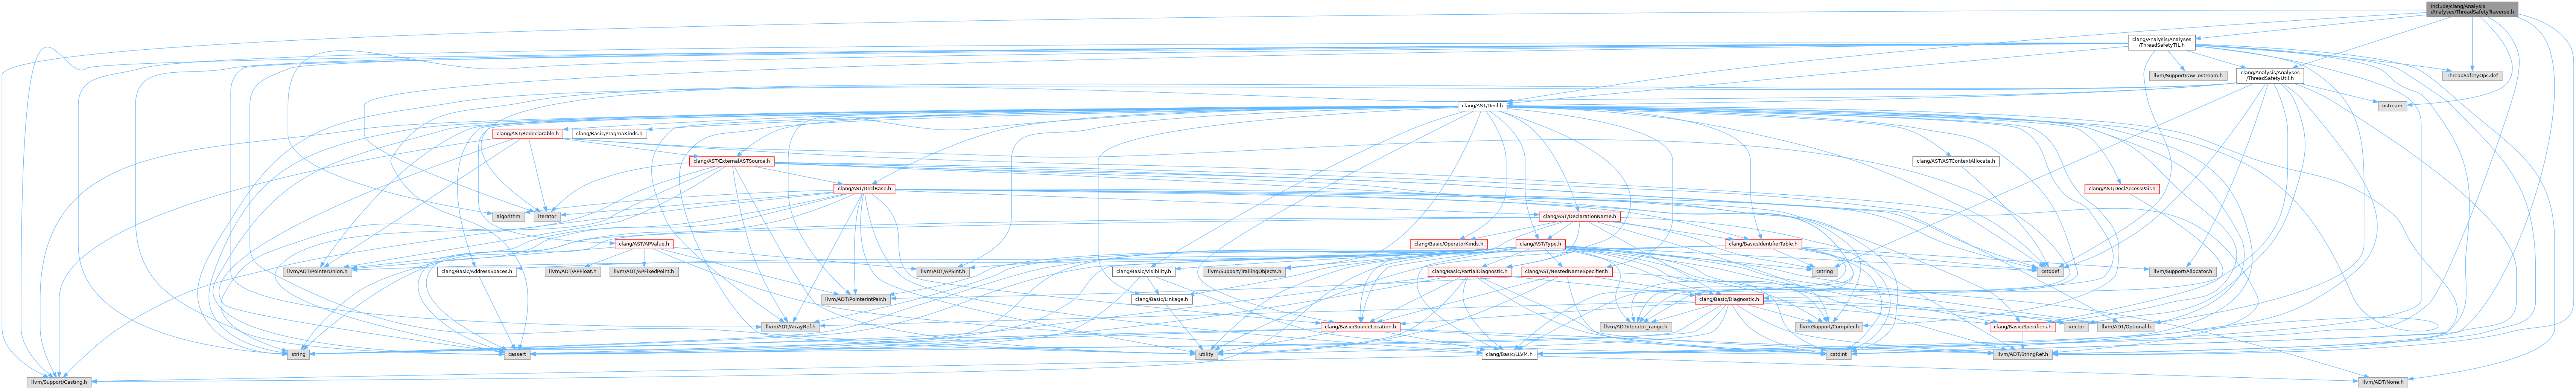 include/clang/Analysis
/Analyses/ThreadSafetyTraverse.h
clang/Analysis/Analyses
/ThreadSafetyTIL.h
llvm/Support/raw_ostream.h
clang/Analysis/Analyses
/ThreadSafetyUtil.h
ThreadSafetyOps.def
clang/AST/Decl.h
ostream
clang/AST/Redeclarable.h
clang/Basic/PragmaKinds.h
clang/AST/ExternalASTSource.h
clang/AST/ASTContextAllocate.h
clang/AST/DeclBase.h
clang/AST/DeclAccessPair.h
algorithm
iterator
clang/AST/DeclarationName.h
clang/AST/APValue.h
clang/Basic/OperatorKinds.h
clang/AST/Type.h
clang/Basic/IdentifierTable.h
llvm/ADT/PointerUnion.h
clang/Basic/AddressSpaces.h
llvm/ADT/APFloat.h
llvm/ADT/APFixedPoint.h
llvm/ADT/APSInt.h
clang/Basic/Visibility.h
llvm/Support/TrailingObjects.h
clang/Basic/PartialDiagnostic.h
clang/AST/NestedNameSpecifier.h
cstring
cstddef
llvm/Support/Allocator.h
llvm/ADT/PointerIntPair.h
clang/Basic/Linkage.h
clang/Basic/Diagnostic.h
llvm/ADT/ArrayRef.h
clang/Basic/SourceLocation.h
llvm/ADT/iterator_range.h
llvm/Support/Compiler.h
clang/Basic/Specifiers.h
vector
llvm/ADT/Optional.h
string
cassert
utility
clang/Basic/LLVM.h
cstdint
llvm/ADT/StringRef.h
llvm/Support/Casting.h
llvm/ADT/None.h